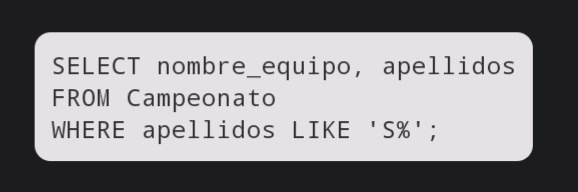 SELECT nombre_equipo, apellidos
FROM Campeonato
WHERE apellidos LIKE 'S%';